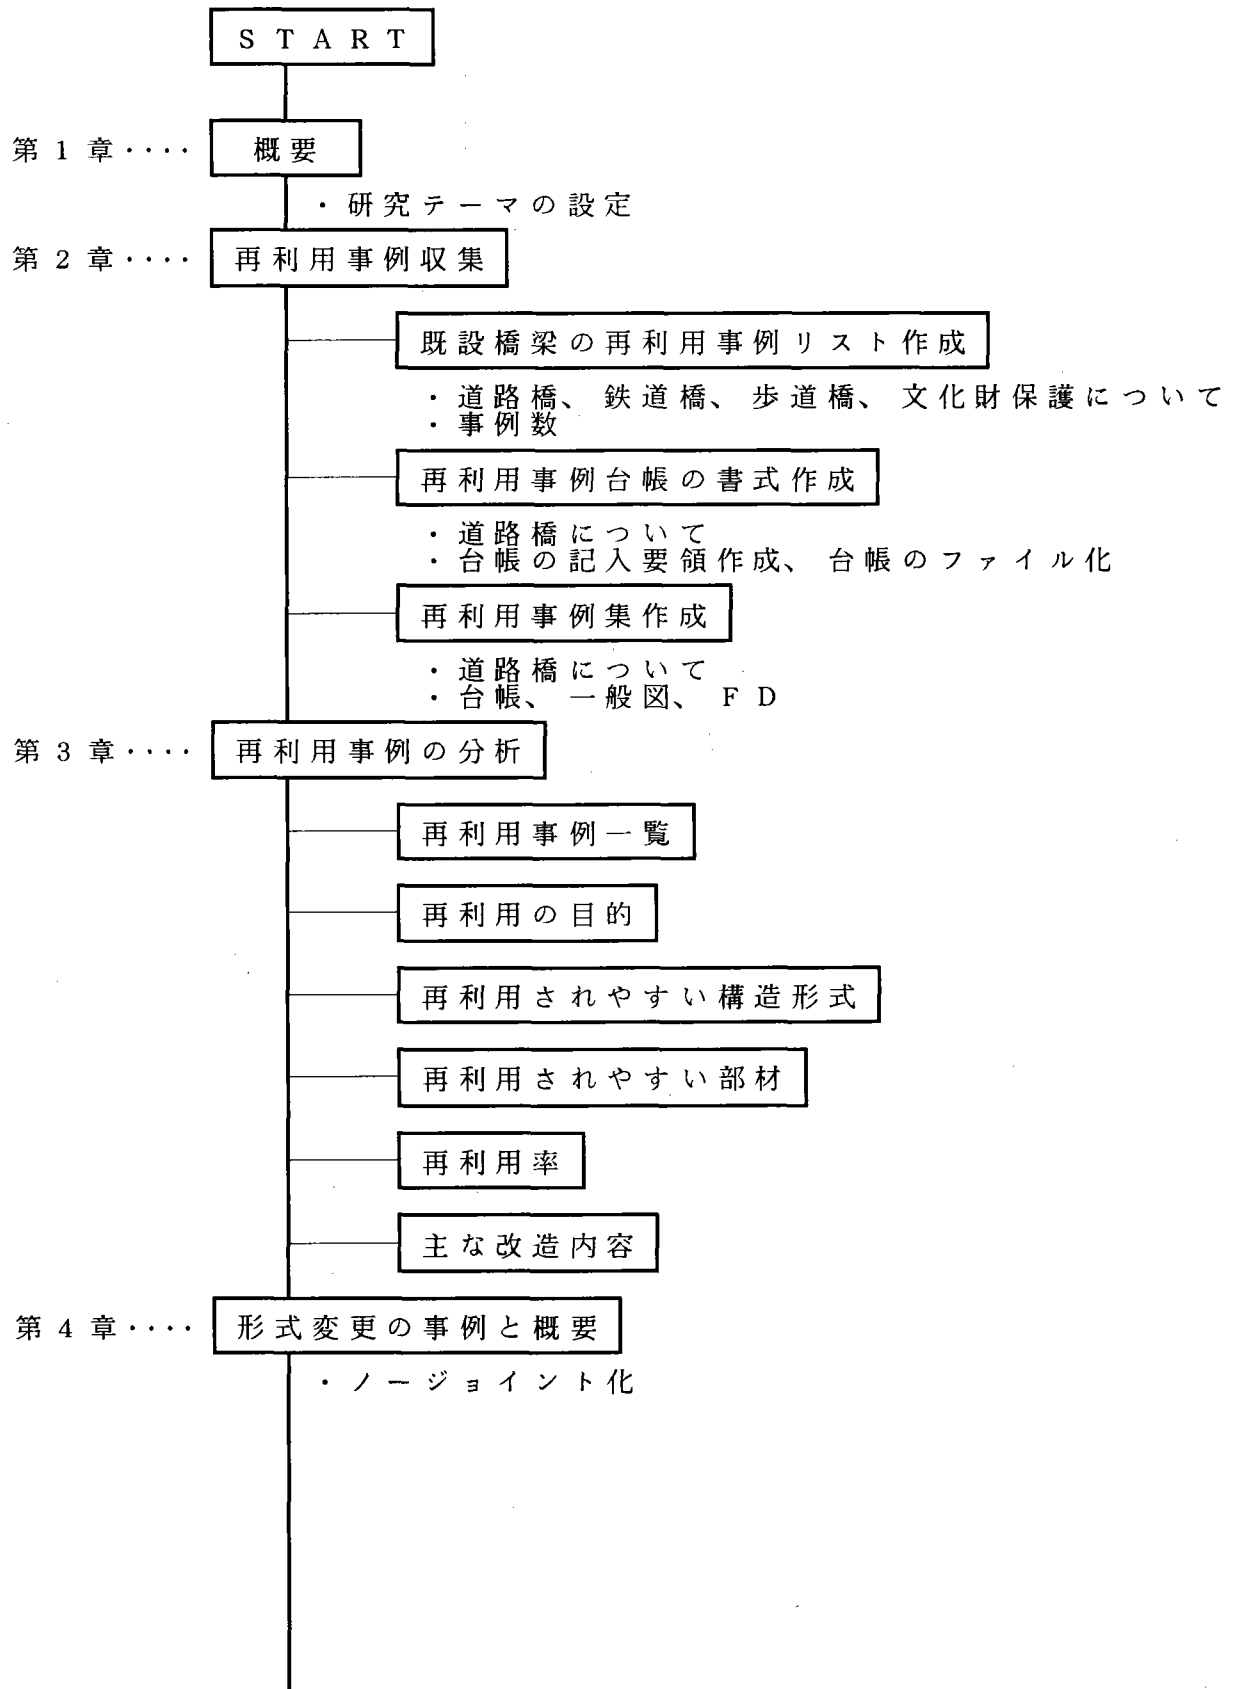 START
第1章････ 概要
・研究テーマの設定
第2章････ 再利用事例収集
既設橋梁の再利用事例リスト作成
・道路橋、鉄道橋、歩道橋、文化財保護について
・事例数
再利用事例台帳の書式作成
・道路橋について
・台帳の記入要領作成、台帳のファイル化
再利用事例集作成
・道路橋について
・台帳、一般図、FD
第3章････ 再利用事例の分析
再利用事例一覧
再利用の目的
再利用されやすい構造形式
再利用されやすい部材
再利用率
主な改造内容
第4章････ 形式変更の事例と概要
・ノージョイント化